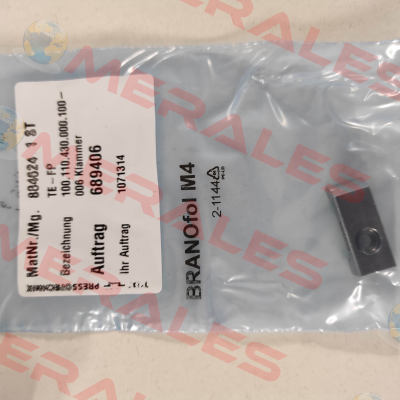 MatNr./Mg. 884624 1 ST
TE-FP
Bezeichnung 100.110.430.000.100-
006 Klammer
Auftrag 689406
Ihr Auftrag 1071314
BRANOfol M4
2-1144
MERALES
MERALES
MERALES